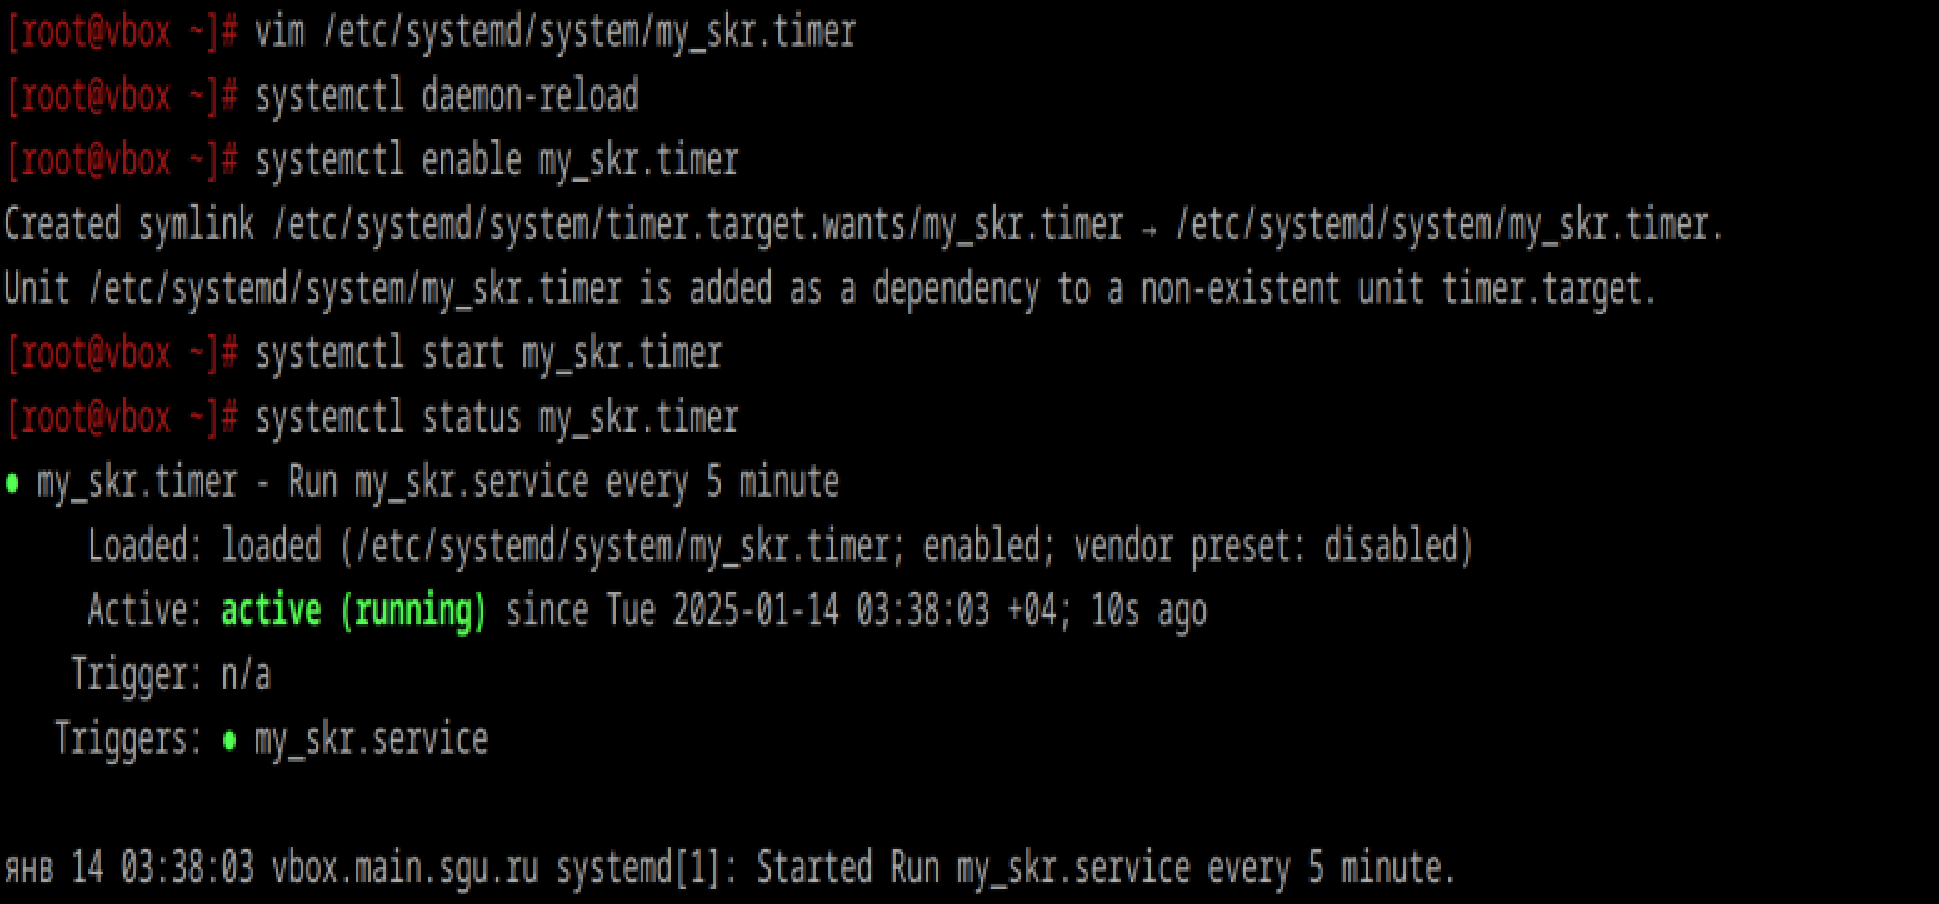 [root@vbox ~]# vim /etc/systemd/system/my_skr.timer
[root@vbox ~]# systemctl daemon-reload
[root@vbox ~]# systemctl enable my_skr.timer
Created symlink /etc/systemd/system/timer.target.wants/my_skr.timer → /etc/systemd/system/my_skr.timer.
Unit /etc/systemd/system/my_skr.timer is added as a dependency to a non-existent unit timer.target.
[root@vbox ~]# systemctl start my_skr.timer
[root@vbox ~]# systemctl status my_skr.timer
● my_skr.timer - Run my_skr.service every 5 minute
Loaded: loaded (/etc/systemd/system/my_skr.timer; enabled; vendor preset: disabled)
Active: active (running) since Tue 2025-01-14 03:38:03 +04; 10s ago
Trigger: n/a
Triggers: ● my_skr.service
янв 14 03:38:03 vbox.main.sgu.ru systemd[1]: Started Run my_skr.service every 5 minute.